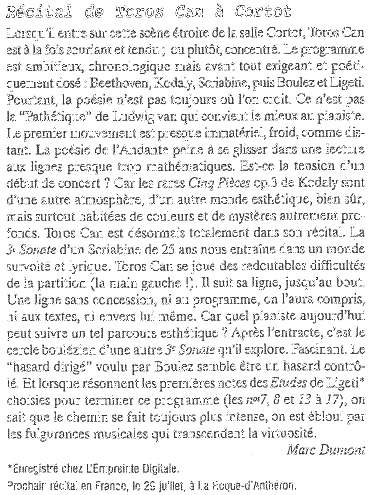 Récital de Toros Can à Cortot
Lorsqu'il entre sur cette scène étroite de la salle Cortot, Toros Can
est à la fois souriant et tendu ; ou plutôt, concentré. Le programme
est ambitieux, chronologique mais avant tout exigeant et poéti-
quement dosé : Beethoven, Kodaly, Scriabine, puis Boulez et Ligeti.
Pourtant, la poésie n'est pas toujours où l'on croit. Ce n'est pas
la "Pathétique" de Ludwig van qui convient le mieux au pianiste.
Le premier mouvement est presque immatériel, froid, comme dis-
tant. La poésie de l'Andante peine à se glisser dans une lecture
aux lignes presque trop mathématiques. Est-ce la tension d'un
début de concert ? Car les rares Cinq Pièces op.3 de Kodaly sont
d'une autre atmosphère, d'un autre monde esthétique, bien sûr,
mais surtout habitées de couleurs et de mystères autrement pro-
fonds. Toros Can est désormais totalement dans son récital. La
3e Sonate d'un Scriabine de 25 ans nous entraîne dans un monde
survolté et lyrique. Toros Can se joue des redoutables difficultés
de la partition (la main gauche !). Il suit sa ligne, jusqu'au bout.
Une ligne sans concession, ni au programme, on l'aura compris,
ni aux textes, ni envers lui même. Car quel pianiste aujourd'hui
peut suivre un tel parcours esthétique ? Après l'entracte, c'est le
cercle boulézien d'une autre 3e Sonate qu'il explore. Fascinant. Le
"hasard dirigé" voulu par Boulez semble être un hasard contrô-
lé. Et lorsque résonnent les premières notes des Etudes de Ligeti*
choisies pour terminer ce programme (les nos7, 8 et 13 à 17), on
sait que le chemin se fait toujours plus intense, on est ébloui par
les fulgurances musicales qui transcendent la virtuosité.
Marc Dumont
*Enregistré chez L'Empreinte Digitale.
Prochain récital en France, le 29 juillet, à La Roque-d'Anthéron.